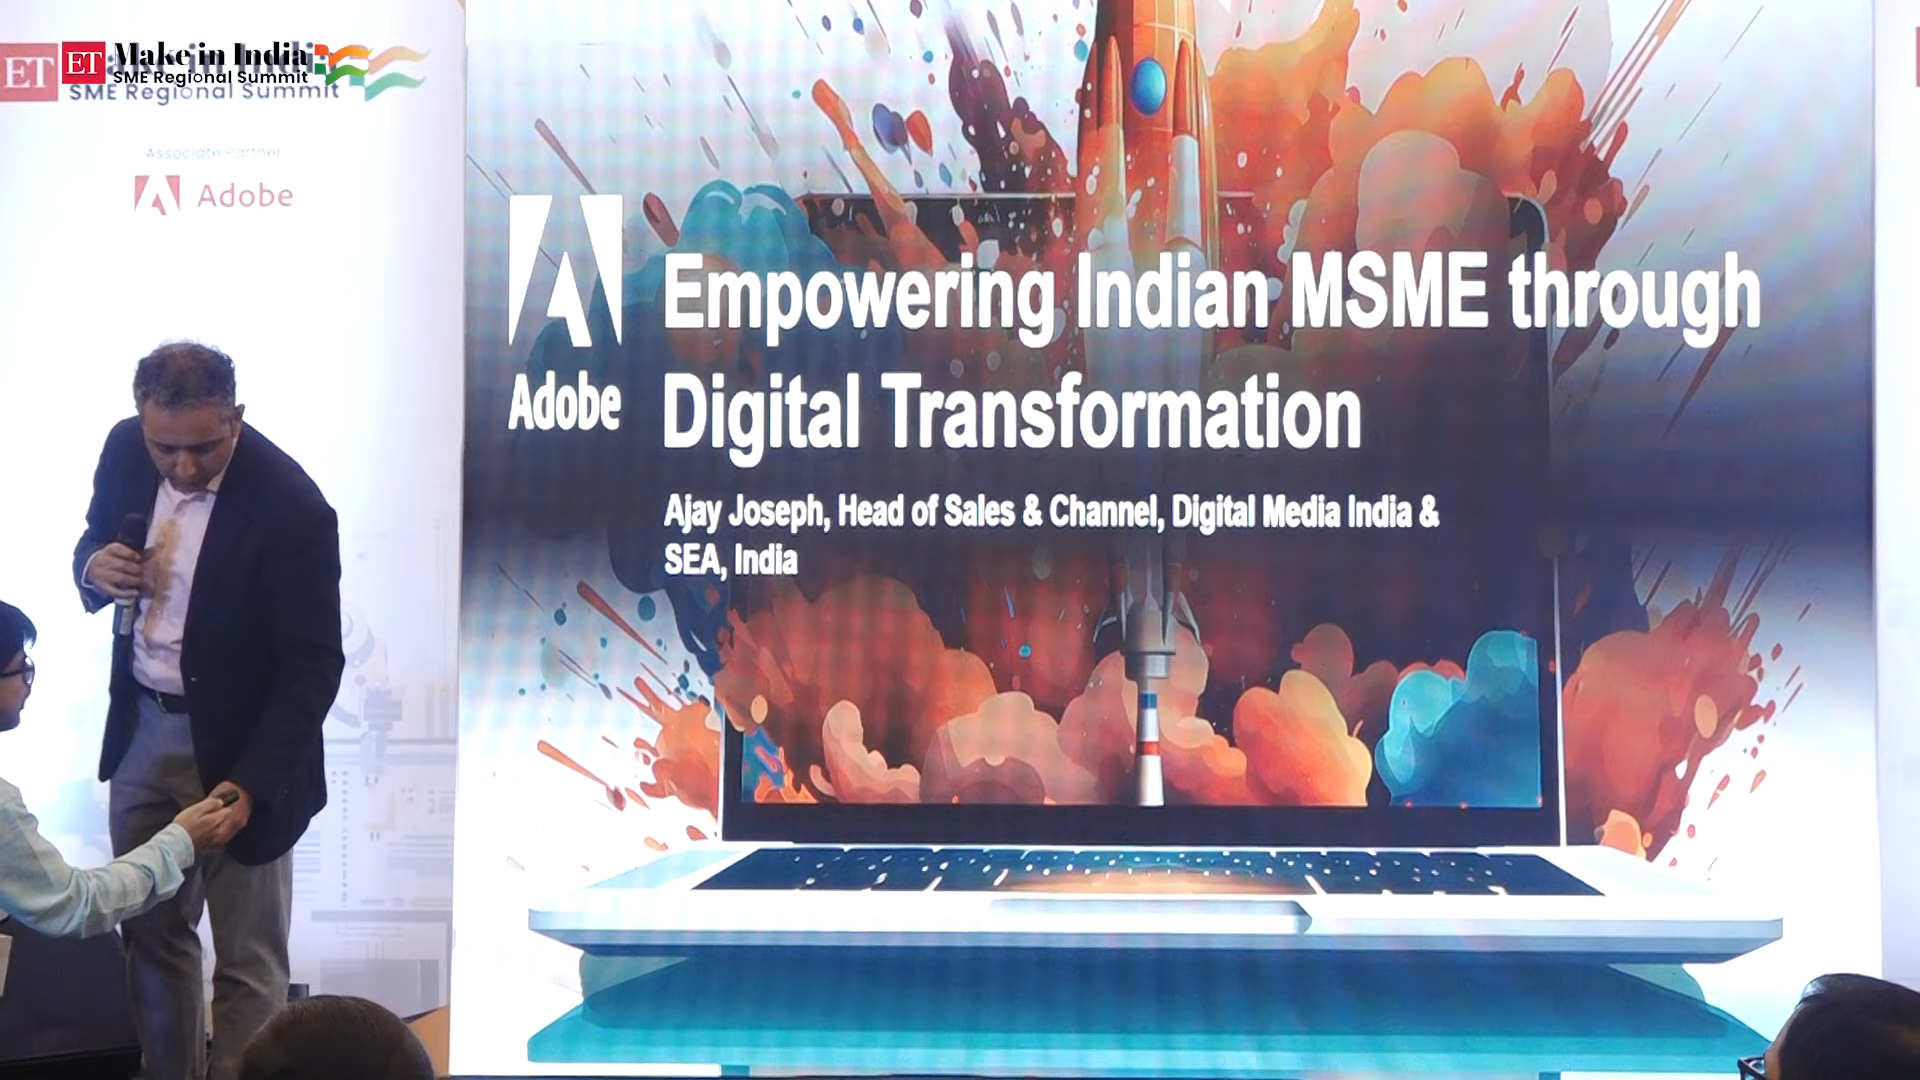 ET Make in India
SME Regional Summit
ET
SME Regional Summit
Associate Partner
Adobe
Adobe
Empowering Indian MSME through
Digital Transformation
Ajay Joseph, Head of Sales & Channel, Digital Media India &
SEA, India